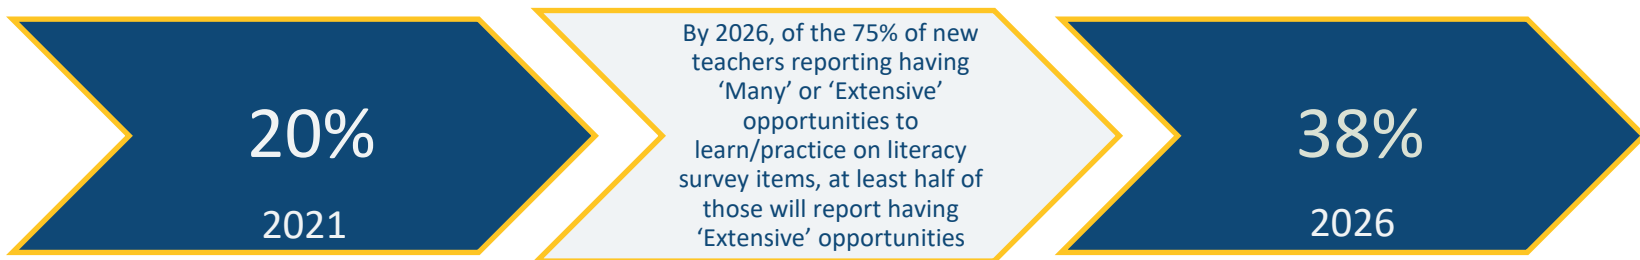 20%
2021
By 2026, of the 75% of new
teachers reporting having
‘Many’ or ‘Extensive’
opportunities to
learn/practice on literacy
survey items, at least half of
those will report having
‘Extensive’ opportunities
38%
2026